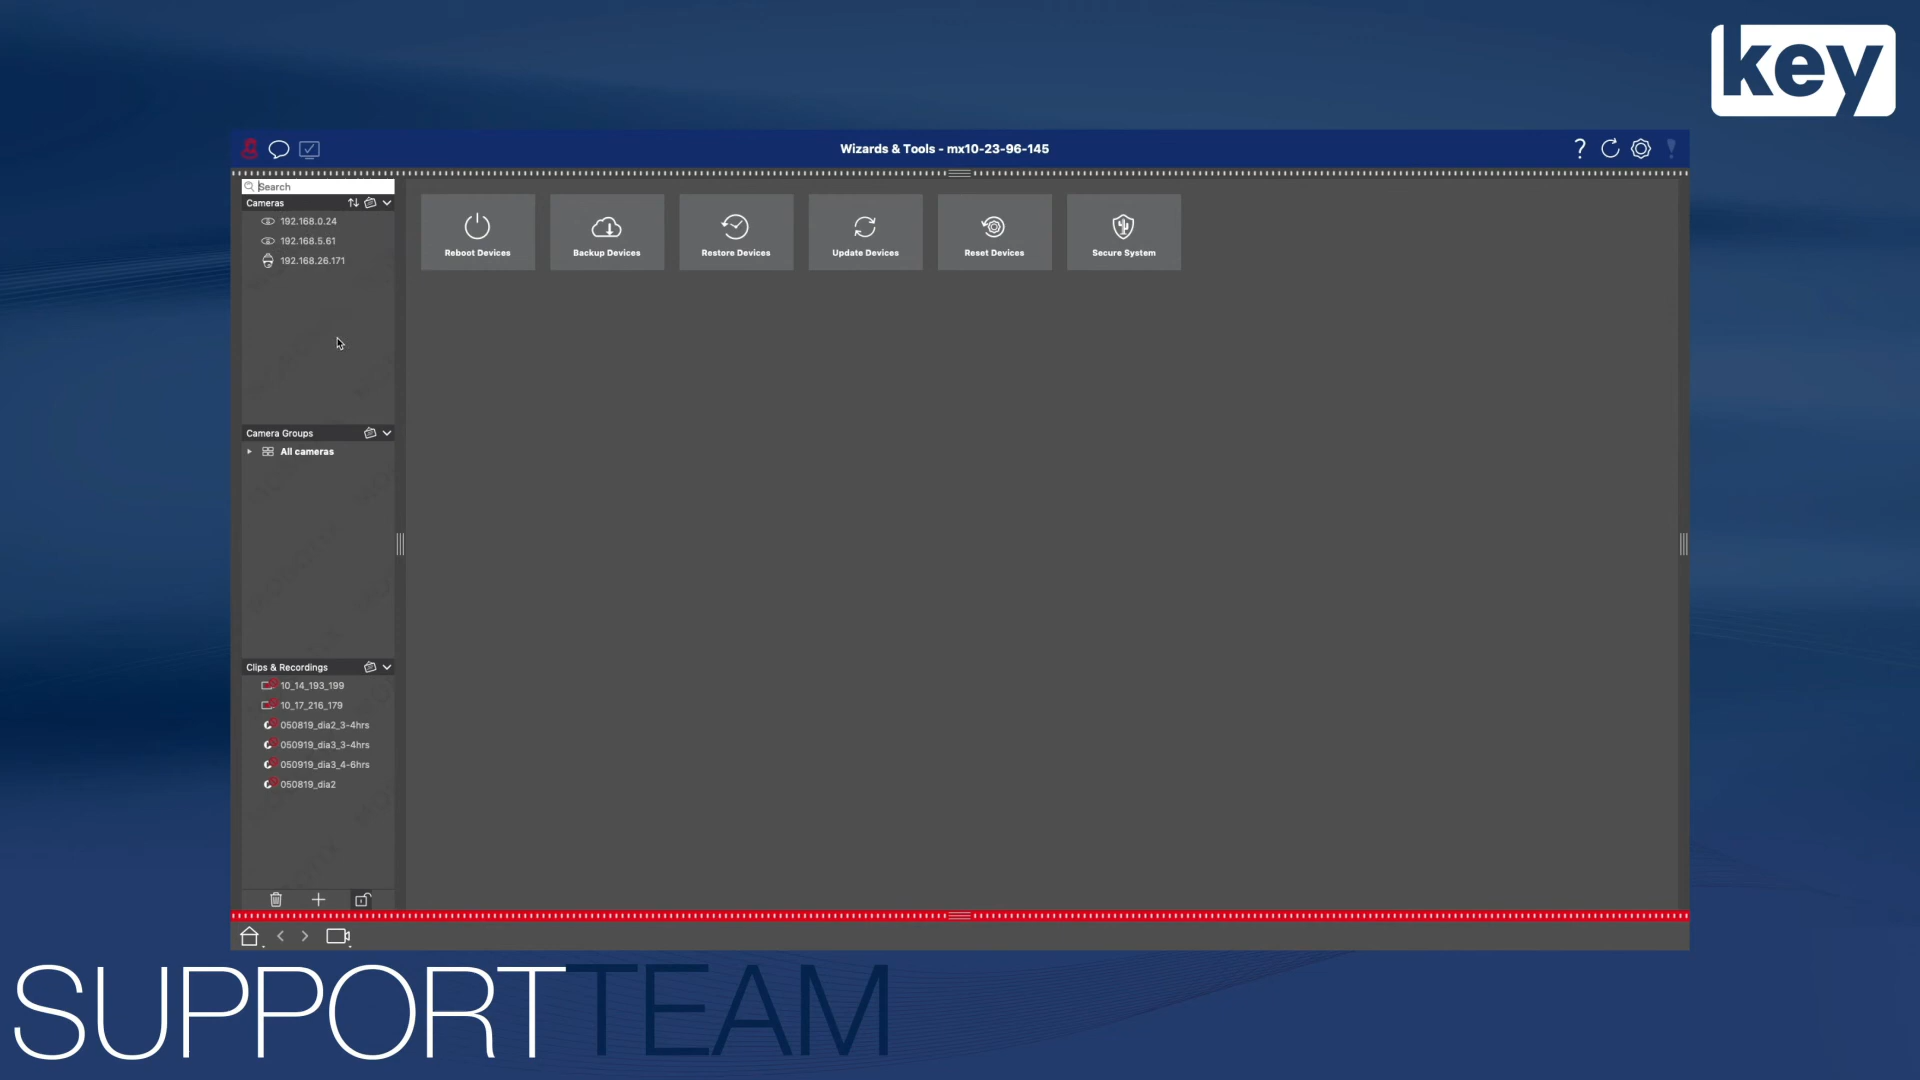 key
Wizards & Tools - mx10-23-96-145
?
Search
Cameras
192.168.0.24
192.168.5.61
192.168.26.171
Reboot Devices
Backup Devices
Restore Devices
Update Devices
Reset Devices
Secure System
Camera Groups
All cameras
Clips & Recordings
10_14_193_199
10_17_216_179
050819_dia2_3-4hrs
050919_dia3_3-4hrs
050919_dia3_4-6hrs
050819_dia2
SUPPORTTEAM